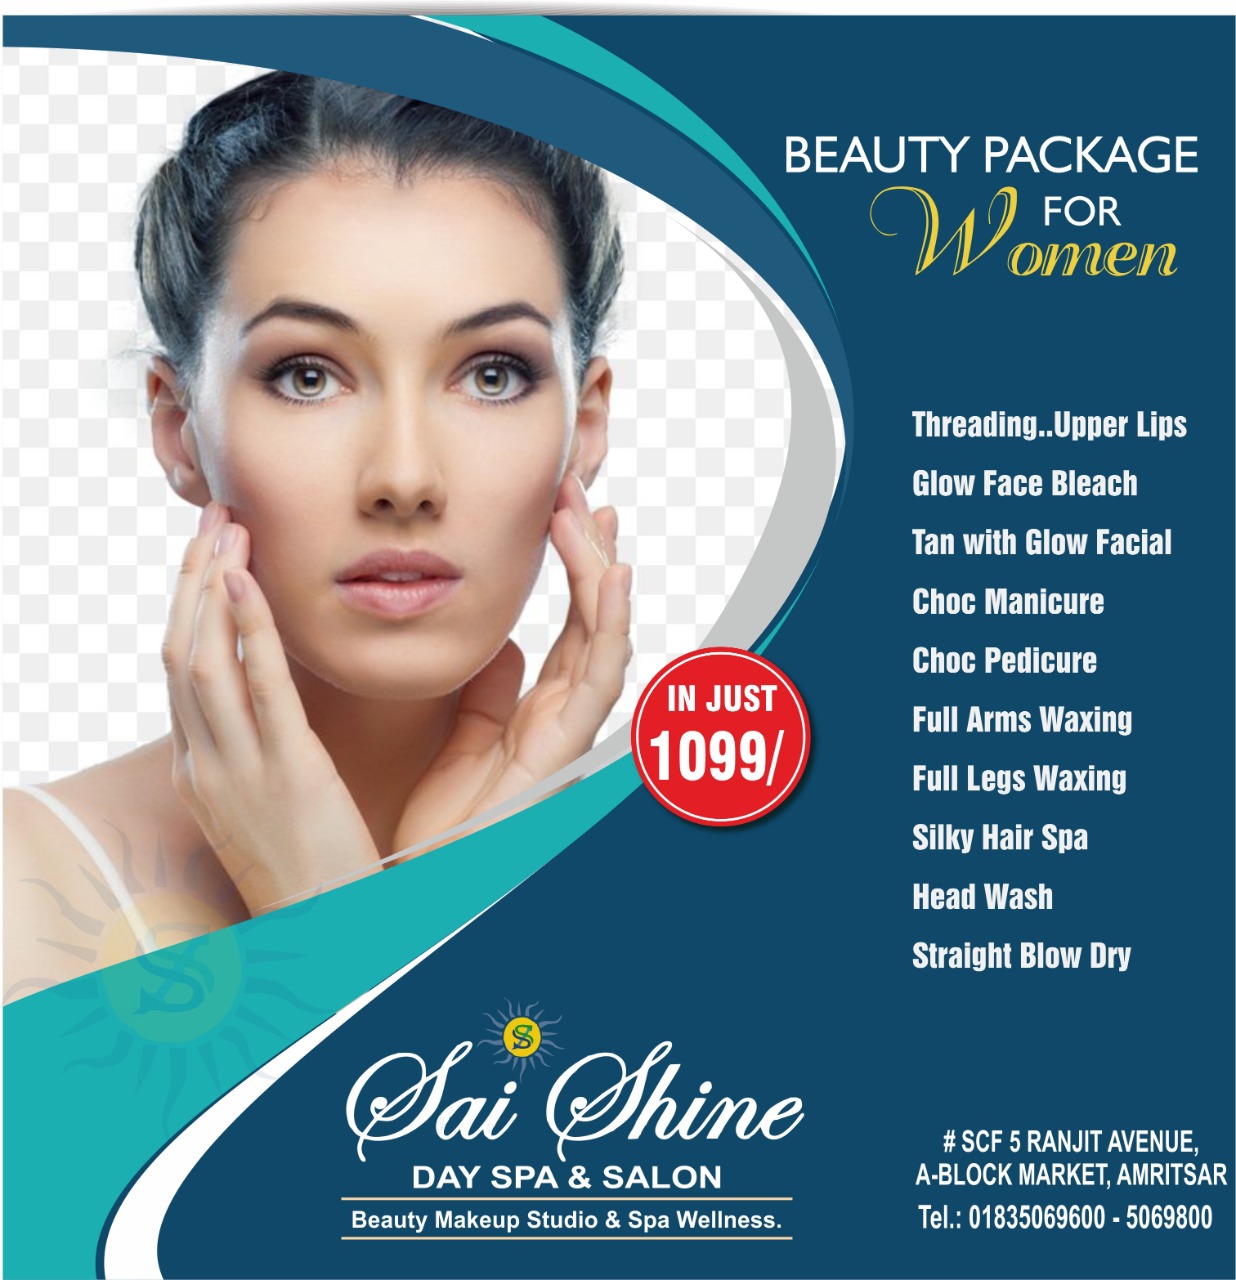 BEAUTY PACKAGE
FOR
Women
Threading..Upper Lips
Glow Face Bleach
Tan with Glow Facial
Choc Manicure
Choc Pedicure
Full Arms Waxing
Full Legs Waxing
Silky Hair Spa
Head Wash
Straight Blow Dry
IN JUST
1099/
SS
SS
Sai Shine
DAY SPA & SALON
Beauty Makeup Studio & Spa Wellness.
# SCF 5 RANJIT AVENUE,
A-BLOCK MARKET, AMRITSAR
Tel.: 01835069600 - 5069800